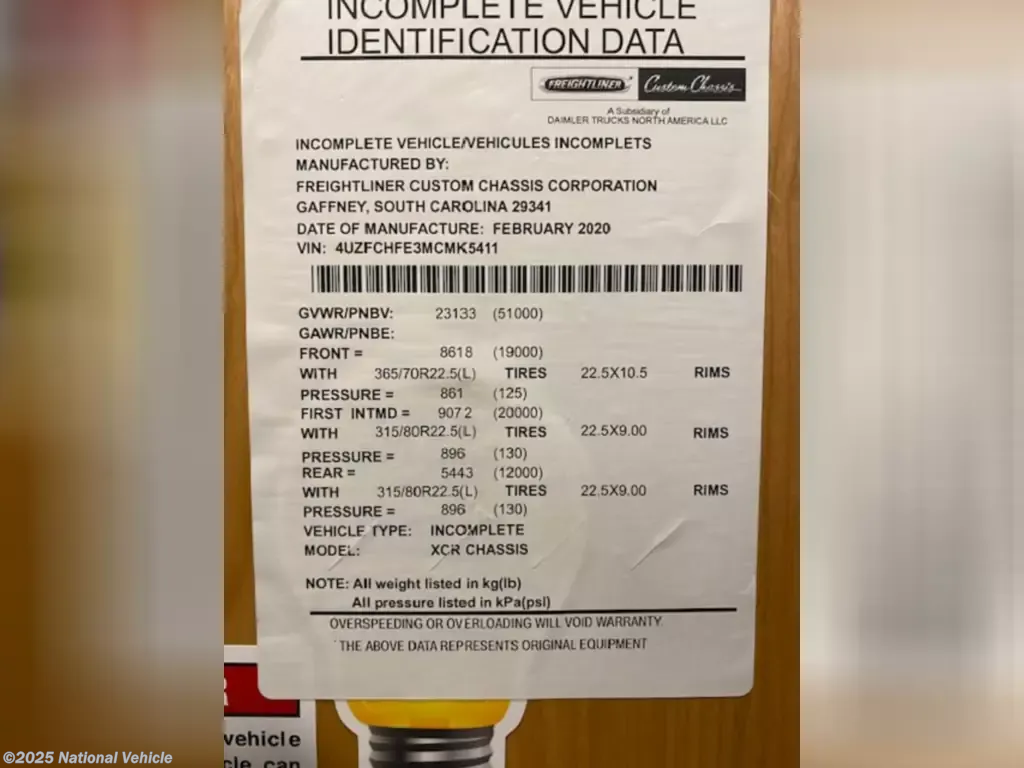 INCOMPLETE VEHICLE
IDENTIFICATION DATA
FREIGHTLINER Custom Chassis
A Subsidiary of
DAIMLER TRUCKS NORTH AMERICA LLC
INCOMPLETE VEHICLE/VEHICULES INCOMPLETS
MANUFACTURED BY:
FREIGHTLINER CUSTOM CHASSIS CORPORATION
GAFFNEY, SOUTH CAROLINA 29341
DATE OF MANUFACTURE: FEBRUARY 2020
VIN: 4UZFCHFE3MCMK5411
GVWR/PNBV: 23133 (51000)
GAWR/PNBE:
FRONT = 8618 (19000)
WITH 365/70R22.5(L) TIRES 22.5X10.5 RIMS
PRESSURE = 861 (125)
FIRST INTMD = 9072 (20000)
WITH 315/80R22.5(L) TIRES 22.5X9.00 RIMS
PRESSURE = 896 (130)
REAR = 5443 (12000)
WITH 315/80R22.5(L) TIRES 22.5X9.00 RIMS
PRESSURE = 896 (130)
VEHICLE TYPE: INCOMPLETE
MODEL: XCR CHASSIS
NOTE: All weight listed in kg(lb)
All pressure listed in kPa(psi)
OVERSPEEDING OR OVERLOADING WILL VOID WARRANTY.
THE ABOVE DATA REPRESENTS ORIGINAL EQUIPMENT
vehicle
cle can
©2025 National Vehicle